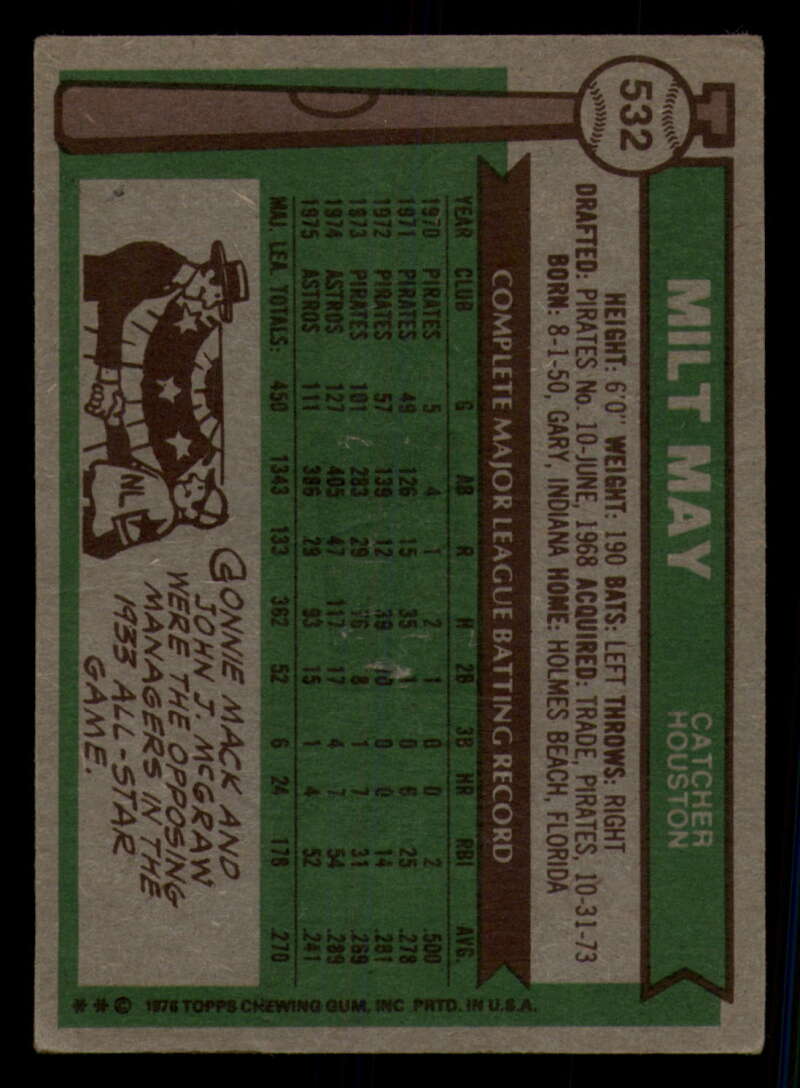 532
MILT MAY
CATCHER
HOUSTON
HEIGHT: 6'0" WEIGHT: 190 BATS: LEFT THROWS: RIGHT
DRAFTED: PIRATES No. 10-JUNE, 1968 ACQUIRED: TRADE, PIRATES, 10-31-73
BORN: 8-1-50, GARY, INDIANA HOME: HOLMES BEACH, FLORIDA
COMPLETE MAJOR LEAGUE BATTING RECORD
YEAR CLUB G AB R H 2B 3B HR RBI AVG.
1970 PIRATES 5 4 1 2 1 0 0 2 .500
1971 PIRATES 49 126 15 35 1 0 6 25 .278
1972 PIRATES 57 139 12 39 10 0 0 14 .281
1973 PIRATES 101 283 29 76 8 1 7 31 .269
1974 ASTROS 127 405 47 117 17 4 7 54 .289
1975 ASTROS 111 386 29 93 15 1 4 52 .241
MAJ. LEA. TOTALS: 450 1343 133 362 52 6 24 178 .270
NL
CONNIE MACK AND
JOHN J. McGRAW
WERE THE OPPOSING
MANAGERS IN THE
1933 ALL-STAR
GAME.
** © 1976 TOPPS CHEWING GUM, INC PRTD. IN U.S.A.